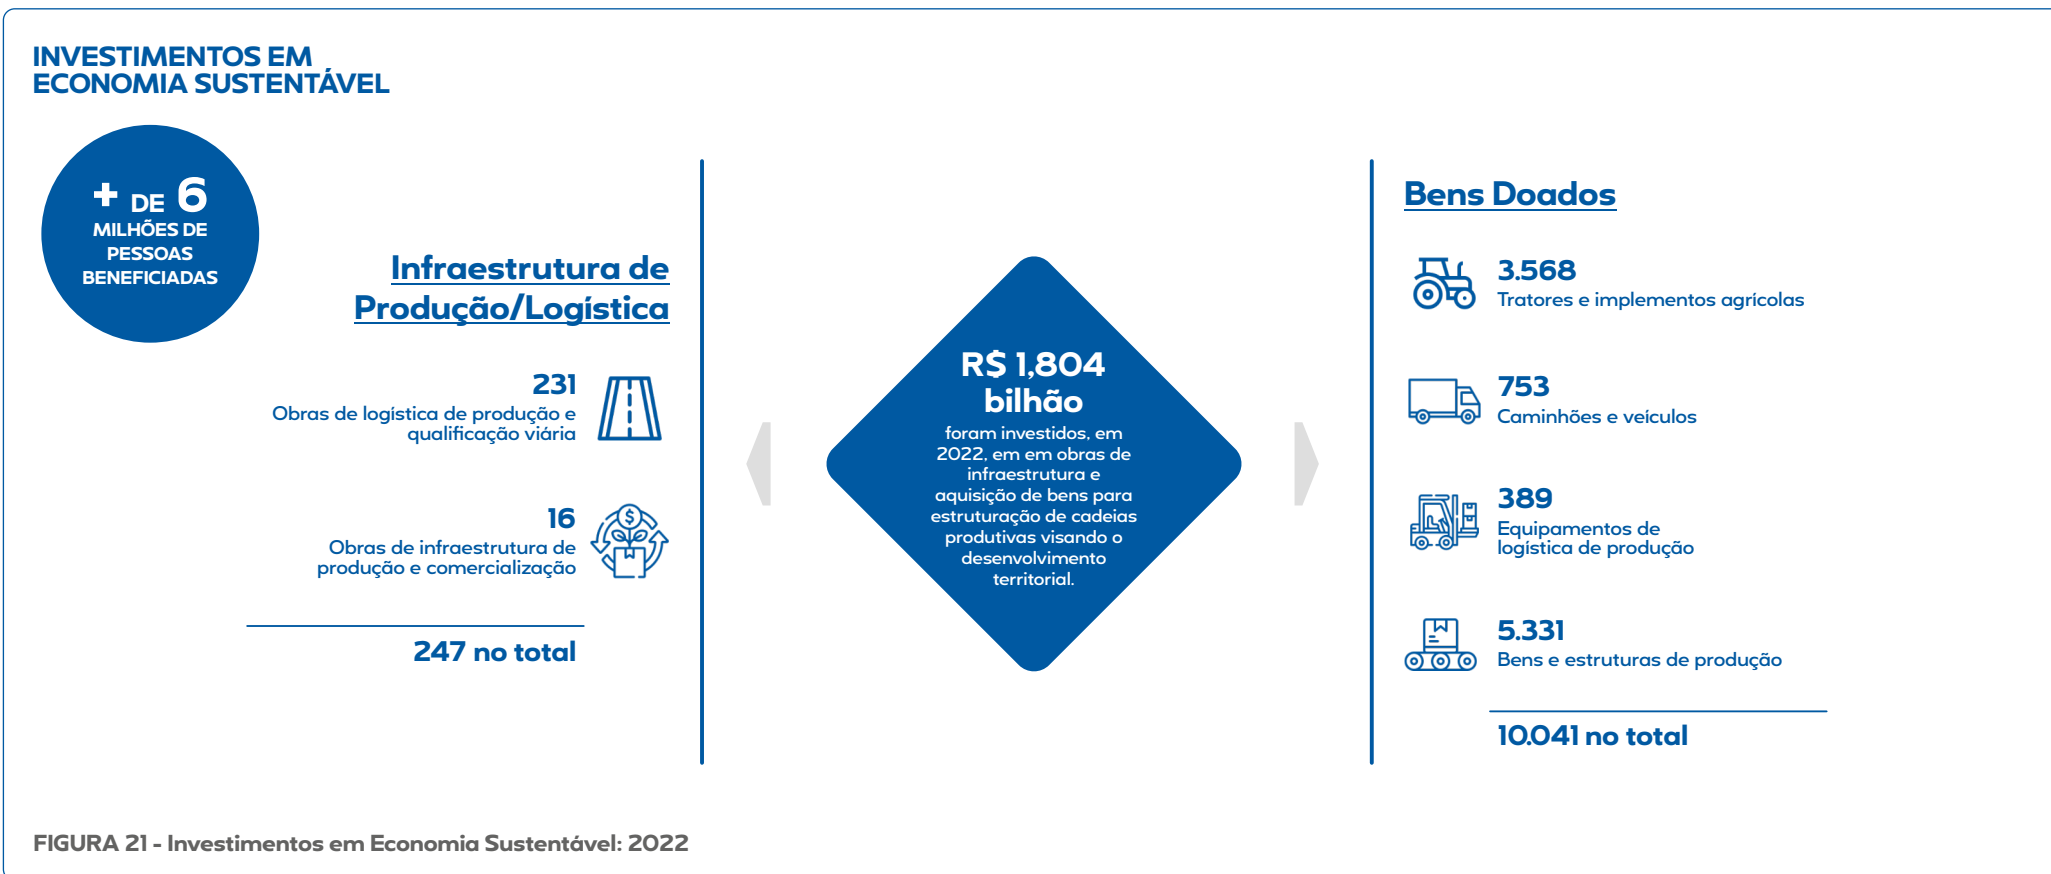 INVESTIMENTOS EM
ECONOMIA SUSTENTÁVEL
+ DE 6
MILHÕES DE
PESSOAS
BENEFICIADAS
Infraestrutura de
Produção/Logística
231
Obras de logística de produção e
qualificação viária
16
Obras de infraestrutura de
produção e comercialização
247 no total
R$ 1,804
bilhão
foram investidos, em
2022, em em obras de
infraestrutura e
aquisição de bens para
estruturação de cadeias
produtivas visando o
desenvolvimento
territorial.
Bens Doados
3.568
Tratores e implementos agrícolas
753
Caminhões e veículos
389
Equipamentos de
logística de produção
5.331
Bens e estruturas de produção
10.041 no total
FIGURA 21 - Investimentos em Economia Sustentável: 2022